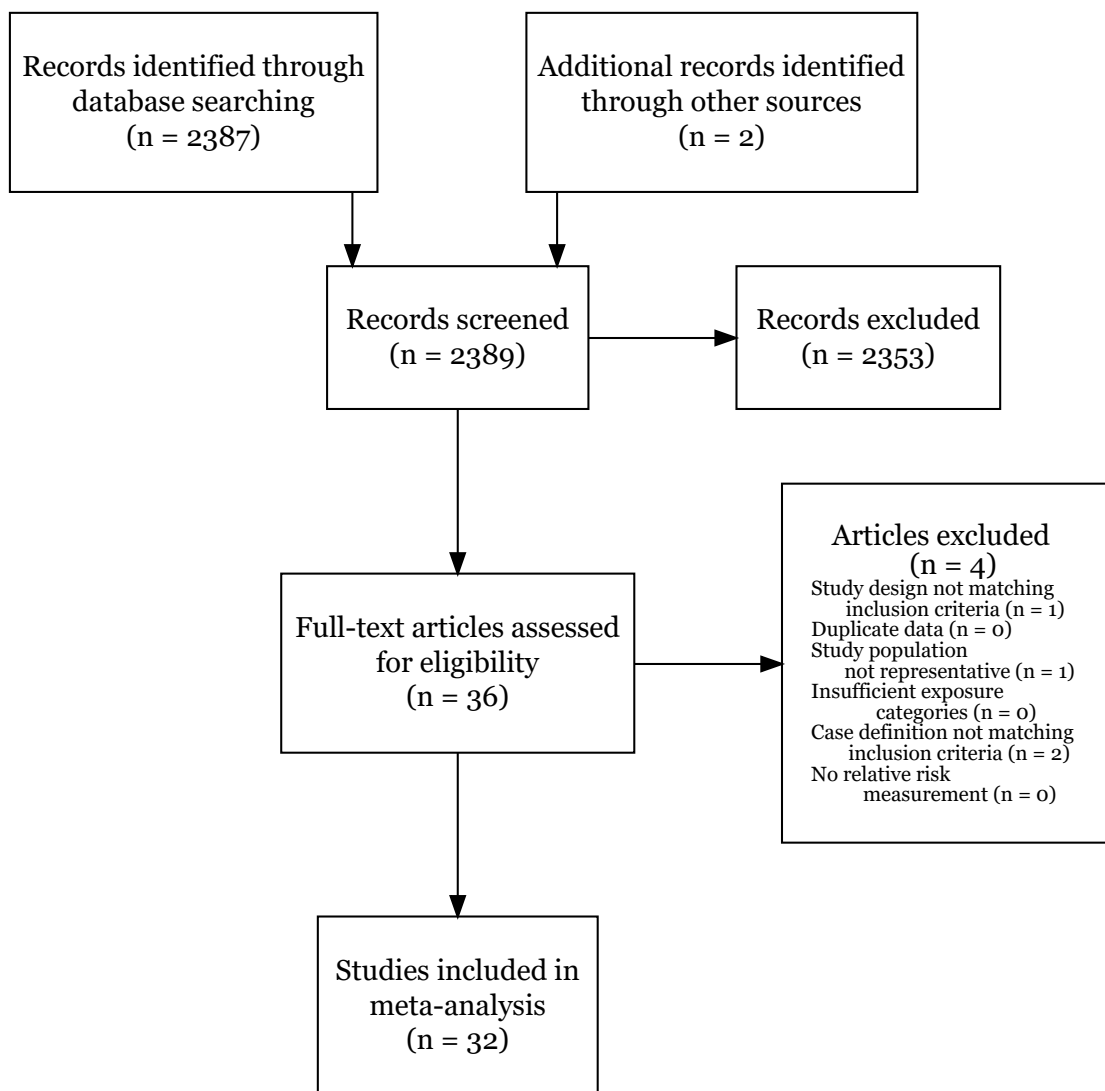 Records identified through
database searching
(n = 2387)
Additional records identified
through other sources
(n = 2)
Records screened
(n = 2389)
Records excluded
(n = 2353)
Full-text articles assessed
for eligibility
(n = 36)
Articles excluded
(n = 4)
Study design not matching
inclusion criteria (n = 1)
Duplicate data (n = 0)
Study population
not representative (n = 1)
Insufficient exposure
categories (n = 0)
Case definition not matching
inclusion criteria (n = 2)
No relative risk
measurement (n = 0)
Studies included in
meta-analysis
(n = 32)